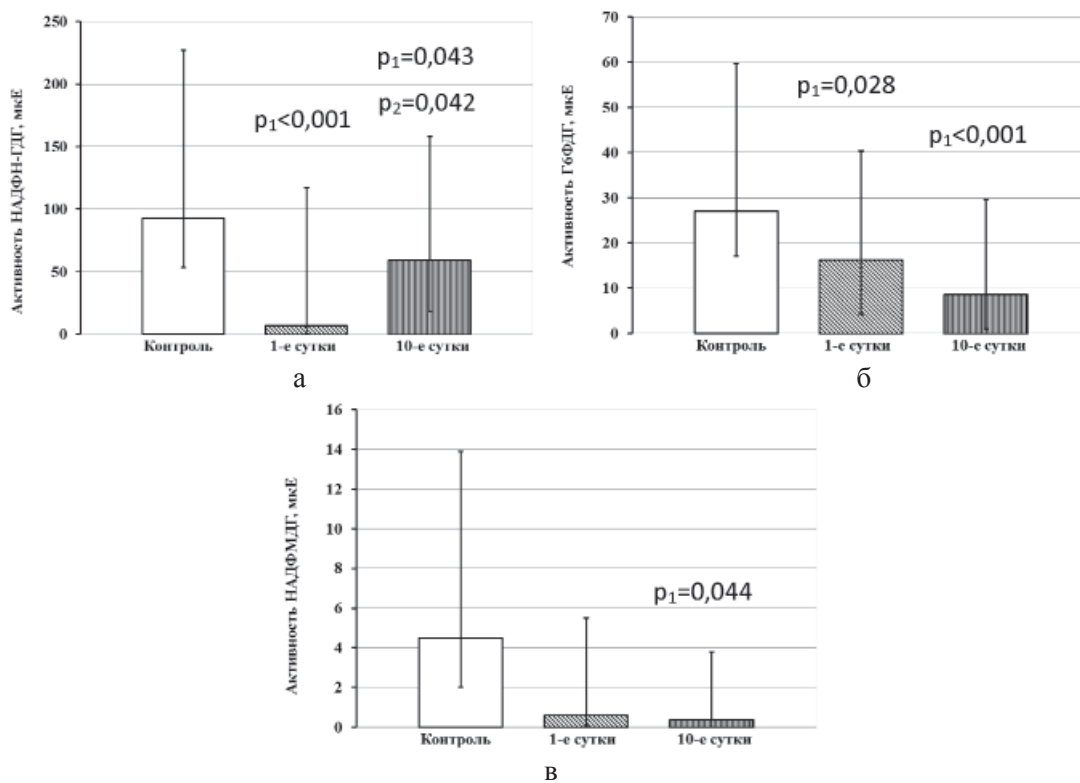 Активность НАДФН-ГДГ, мкЕ
250
200
150
100
50
0
p₁<0,001
p₁=0,043
p₂=0,042
Контроль 1-е сутки 10-е сутки
а
Активность Г6ФДГ, мкЕ
70
60
50
40
30
20
10
0
p₁=0,028
p₁<0,001
Контроль 1-е сутки 10-е сутки
б
Активность НАДФМДГ, мкЕ
16
14
12
10
8
6
4
2
0
p₁=0,044
Контроль 1-е сутки 10-е сутки
в